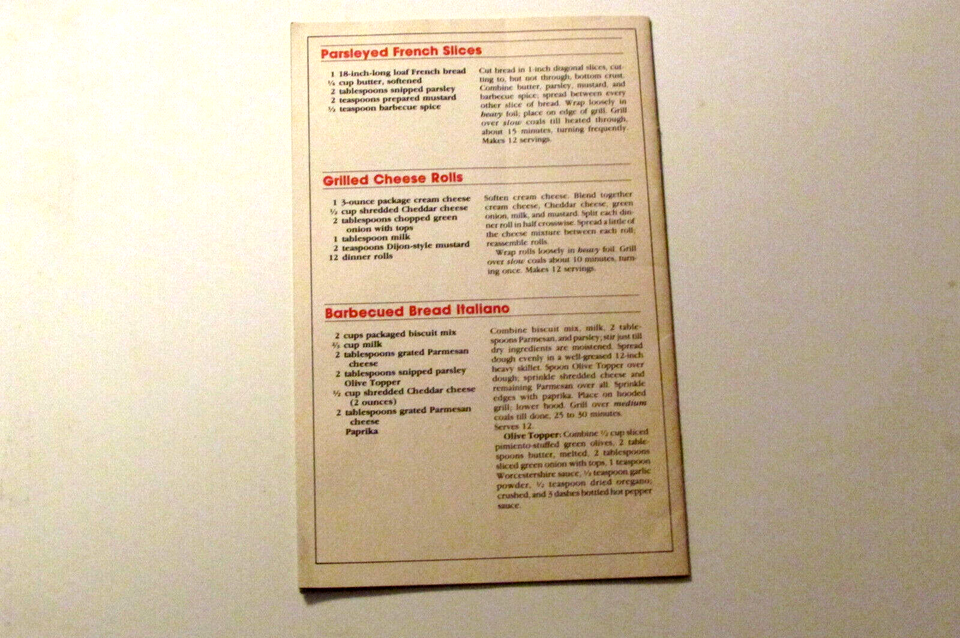 Parsleyed French Slices
1 18-inch-long loaf French bread
¼ cup butter, softened
2 tablespoons snipped parsley
2 teaspoons prepared mustard
½ teaspoon barbecue spice
Cut bread in 1-inch diagonal slices, cut-
ting to, but not through, bottom crust.
Combine butter, parsley, mustard, and
barbecue spice; spread between every
other slice of bread. Wrap loosely in
heavy foil; place on edge of grill. Grill
over slow coals till heated through,
about 15 minutes, turning frequently.
Makes 12 servings.
Grilled Cheese Rolls
1 3-ounce package cream cheese
½ cup shredded Cheddar cheese
2 tablespoons chopped green
onion with tops
1 tablespoon milk
2 teaspoons Dijon-style mustard
12 dinner rolls
Soften cream cheese. Blend together
cream cheese, Cheddar cheese, green
onion, milk, and mustard. Split each din-
ner roll in half crosswise. Spread a little of
the cheese mixture between each roll;
reassemble rolls.
Wrap rolls loosely in heavy foil. Grill
over slow coals about 10 minutes, turn-
ing once. Makes 12 servings.
Barbecued Bread Italiano
2 cups packaged biscuit mix
⅔ cup milk
2 tablespoons grated Parmesan
cheese
2 tablespoons snipped parsley
Olive Topper
½ cup shredded Cheddar cheese
(2 ounces)
2 tablespoons grated Parmesan
cheese
Paprika
Combine biscuit mix, milk, 2 table-
spoons Parmesan, and parsley; stir just till
dry ingredients are moistened. Spread
dough evenly in a well-greased 12-inch
heavy skillet. Spoon Olive Topper over
dough; sprinkle shredded cheese and
remaining Parmesan over all. Sprinkle
edges with paprika. Place on hooded
grill; lower hood. Grill over medium
coals till done, 25 to 30 minutes.
Serves 12.
Olive Topper: Combine ½ cup sliced
pimiento-stuffed green olives, 2 table-
spoons butter, melted, 2 tablespoons
sliced green onion with tops, 1 teaspoon
Worcestershire sauce, ½ teaspoon garlic
powder, ½ teaspoon dried oregano,
crushed, and 3 dashes bottled hot pepper
sauce.